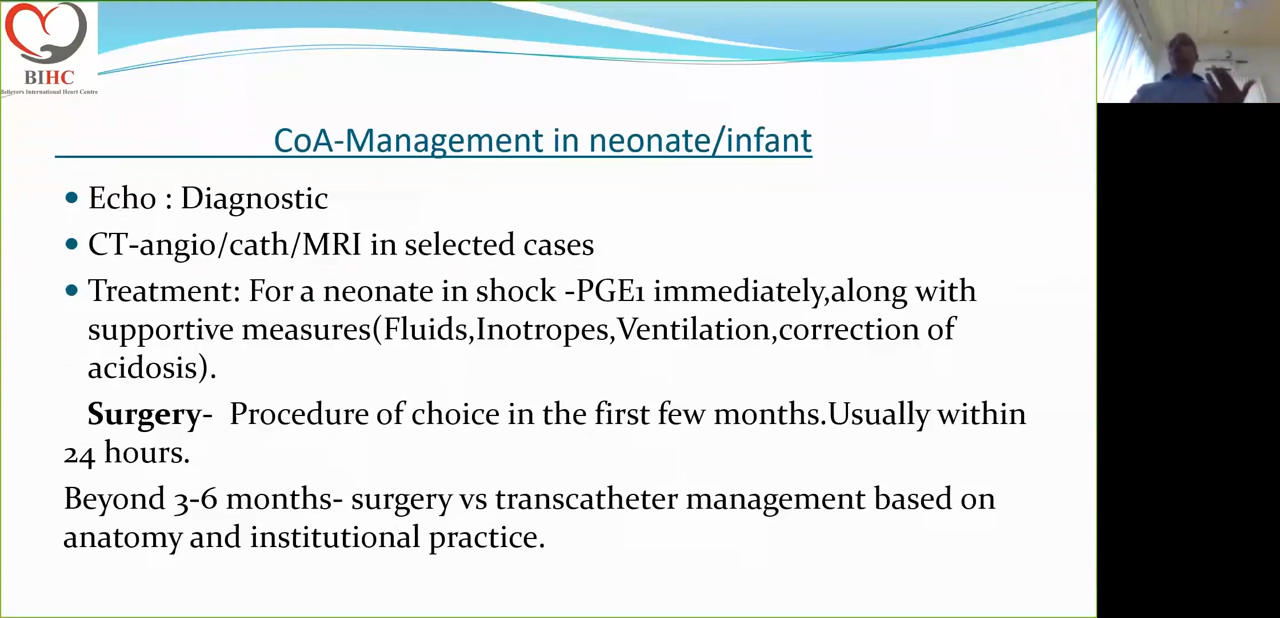 BIHC
Believers International Heart Centre
CoA-Management in neonate/infant
Echo : Diagnostic
CT-angio/cath/MRI in selected cases
Treatment: For a neonate in shock -PGE1 immediately,along with
supportive measures(Fluids,Inotropes,Ventilation,correction of
acidosis).
Surgery- Procedure of choice in the first few months.Usually within
24 hours.
Beyond 3-6 months- surgery vs transcatheter management based on
anatomy and institutional practice.